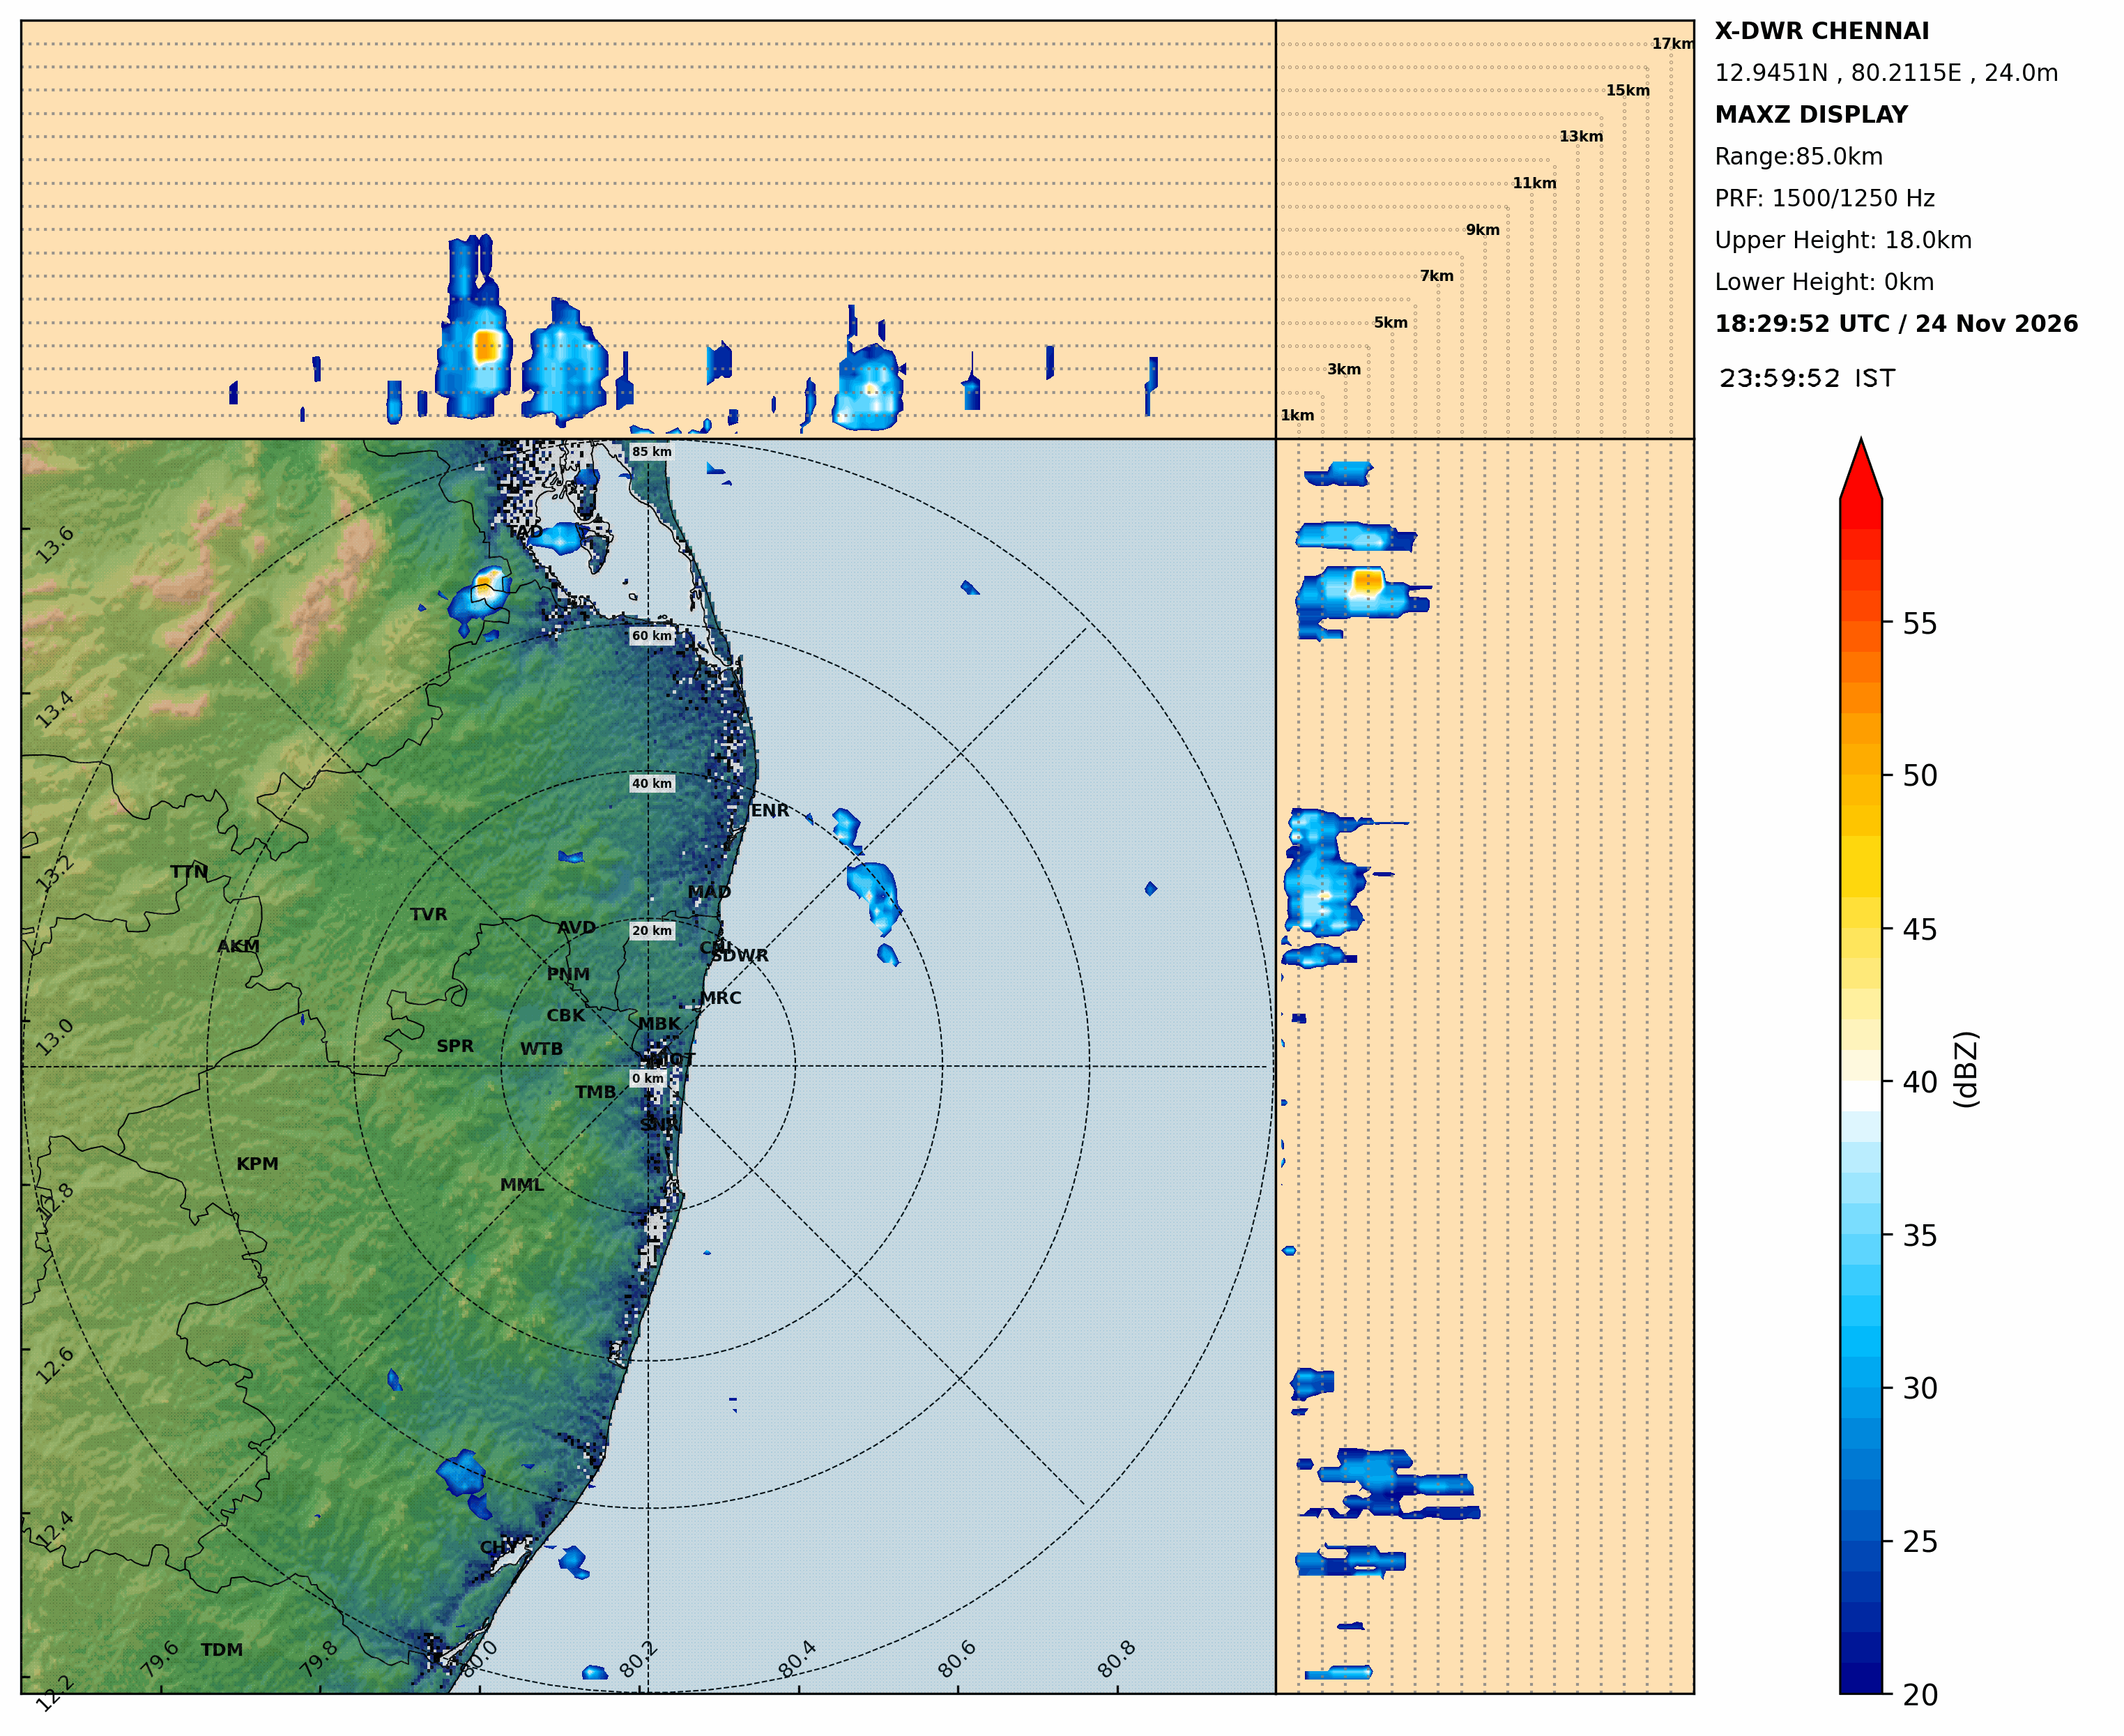 X-DWR CHENNAI
12.9451N , 80.2115E , 24.0m
MAXZ DISPLAY
Range:85.0km
PRF: 1500/1250 Hz
Upper Height: 18.0km
Lower Height: 0km
18:29:52 UTC / 24 Nov 2026
23:59:52 IST
17km
15km
13km
11km
9km
7km
5km
3km
1km
85 km
TAD
13.6
60 km
13.4
40 km
ENR
13.2
TTN
MAD
TVR
AVD
20 km
AKM
CNI
SDWR
PNM
MRC
CBK
MBK
13.0
SPR
WTB
0 km
TMB
SNR
KPM
MML
12.8
12.6
12.4
CHY
TDM
12.2
79.6
79.8
80.0
80.2
80.4
80.6
80.8
55
50
45
40
35
30
25
20
(dBZ)